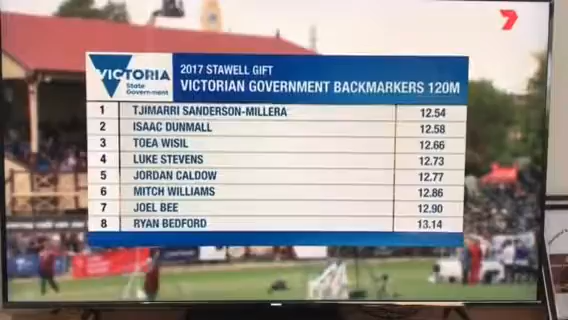 7
VICTORIA
State
Government
2017 STAWELL GIFT
VICTORIAN GOVERNMENT BACKMARKERS 120M
1 TJIMARRI SANDERSON-MILLERA 12.54
2 ISAAC DUNMALL 12.58
3 TOEA WISIL 12.66
4 LUKE STEVENS 12.73
5 JORDAN CALDOW 12.77
6 MITCH WILLIAMS 12.86
7 JOEL BEE 12.90
8 RYAN BEDFORD 13.14